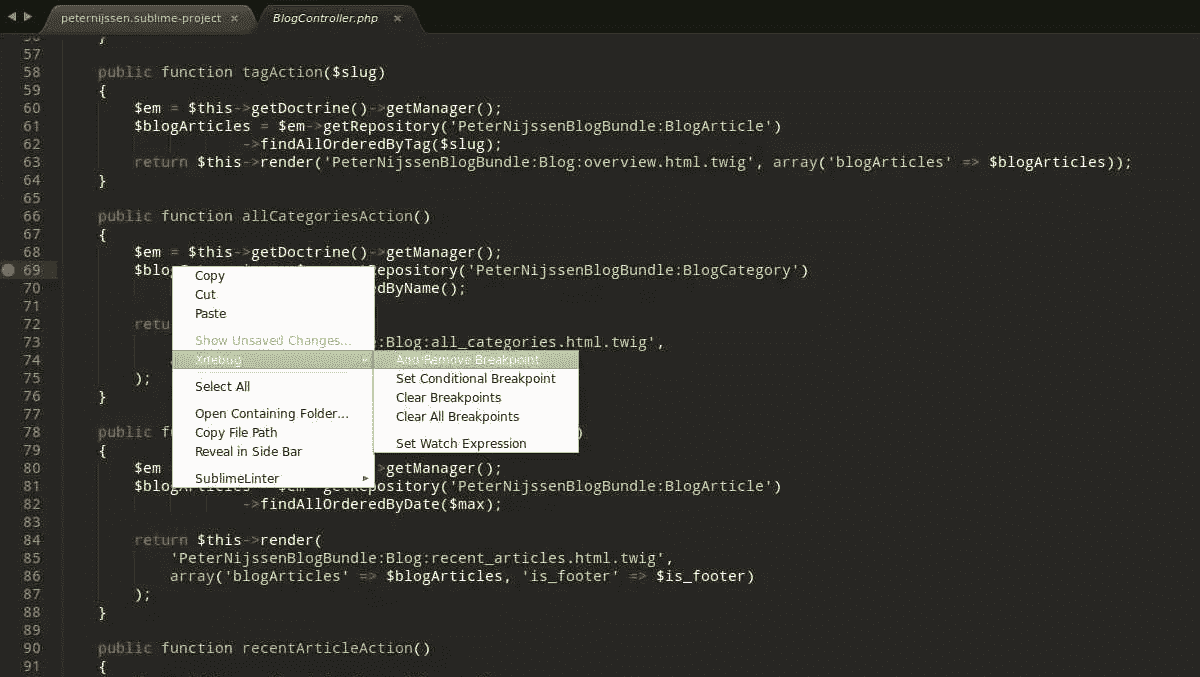 peternijssen.sublime-project × BlogController.php ×
56 }
57
58 public function tagAction($slug)
59 {
60 $em = $this->getDoctrine()->getManager();
61 $blogArticles = $em->getRepository('PeterNijssenBlogBundle:BlogArticle')
62 ->findAllOrderedByTag($slug);
63 return $this->render('PeterNijssenBlogBundle:Blog:overview.html.twig', array('blogArticles' => $blogArticles));
64 }
65
66 public function allCategoriesAction()
67 {
68 $em = $this->getDoctrine()->getManager();
69 $blog Repository('PeterNijssenBlogBundle:BlogCategory')
Copy
70 edByName();
Cut
71
Paste
72 retu
Show Unsaved Changes...
73 e:Blog:all_categories.html.twig',
74
Xdebug
Add/Remove Breakpoint
75 );
Set Conditional Breakpoint
Select All
76 }
Clear Breakpoints
77
Open Containing Folder...
Clear All Breakpoints
78 public f )
Copy File Path
Set Watch Expression
79 {
Reveal in Side Bar
80 $em >getManager();
SublimeLinter
81 $blogArticles = $em->getRepository('PeterNijssenBlogBundle:BlogArticle')
82 ->findAllOrderedByDate($max);
83
84 return $this->render(
85 'PeterNijssenBlogBundle:Blog:recent_articles.html.twig',
86 array('blogArticles' => $blogArticles, 'is_footer' => $is_footer)
87 );
88 }
89
90 public function recentArticleAction()
91 {